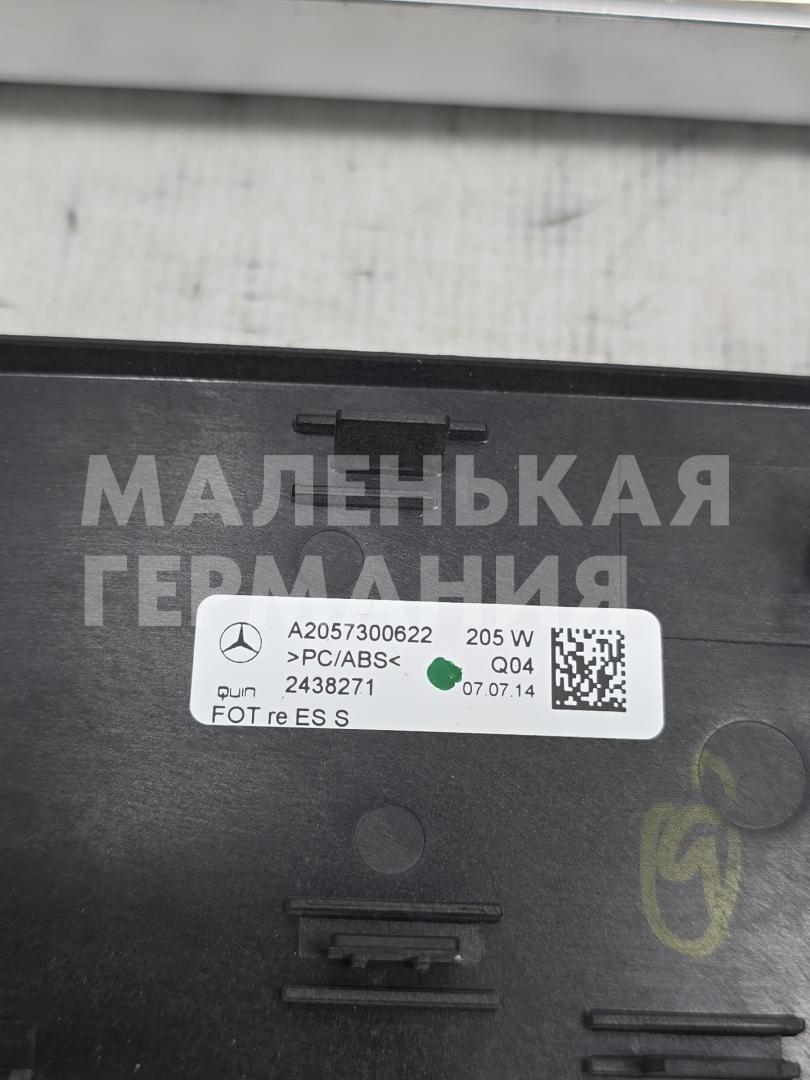 МАЛЕНЬКАЯ
ГЕРМАНИЯ
A2057300622 205 W
>PC/ABS< Q04
Quin 2438271 07.07.14
FOT re ES S